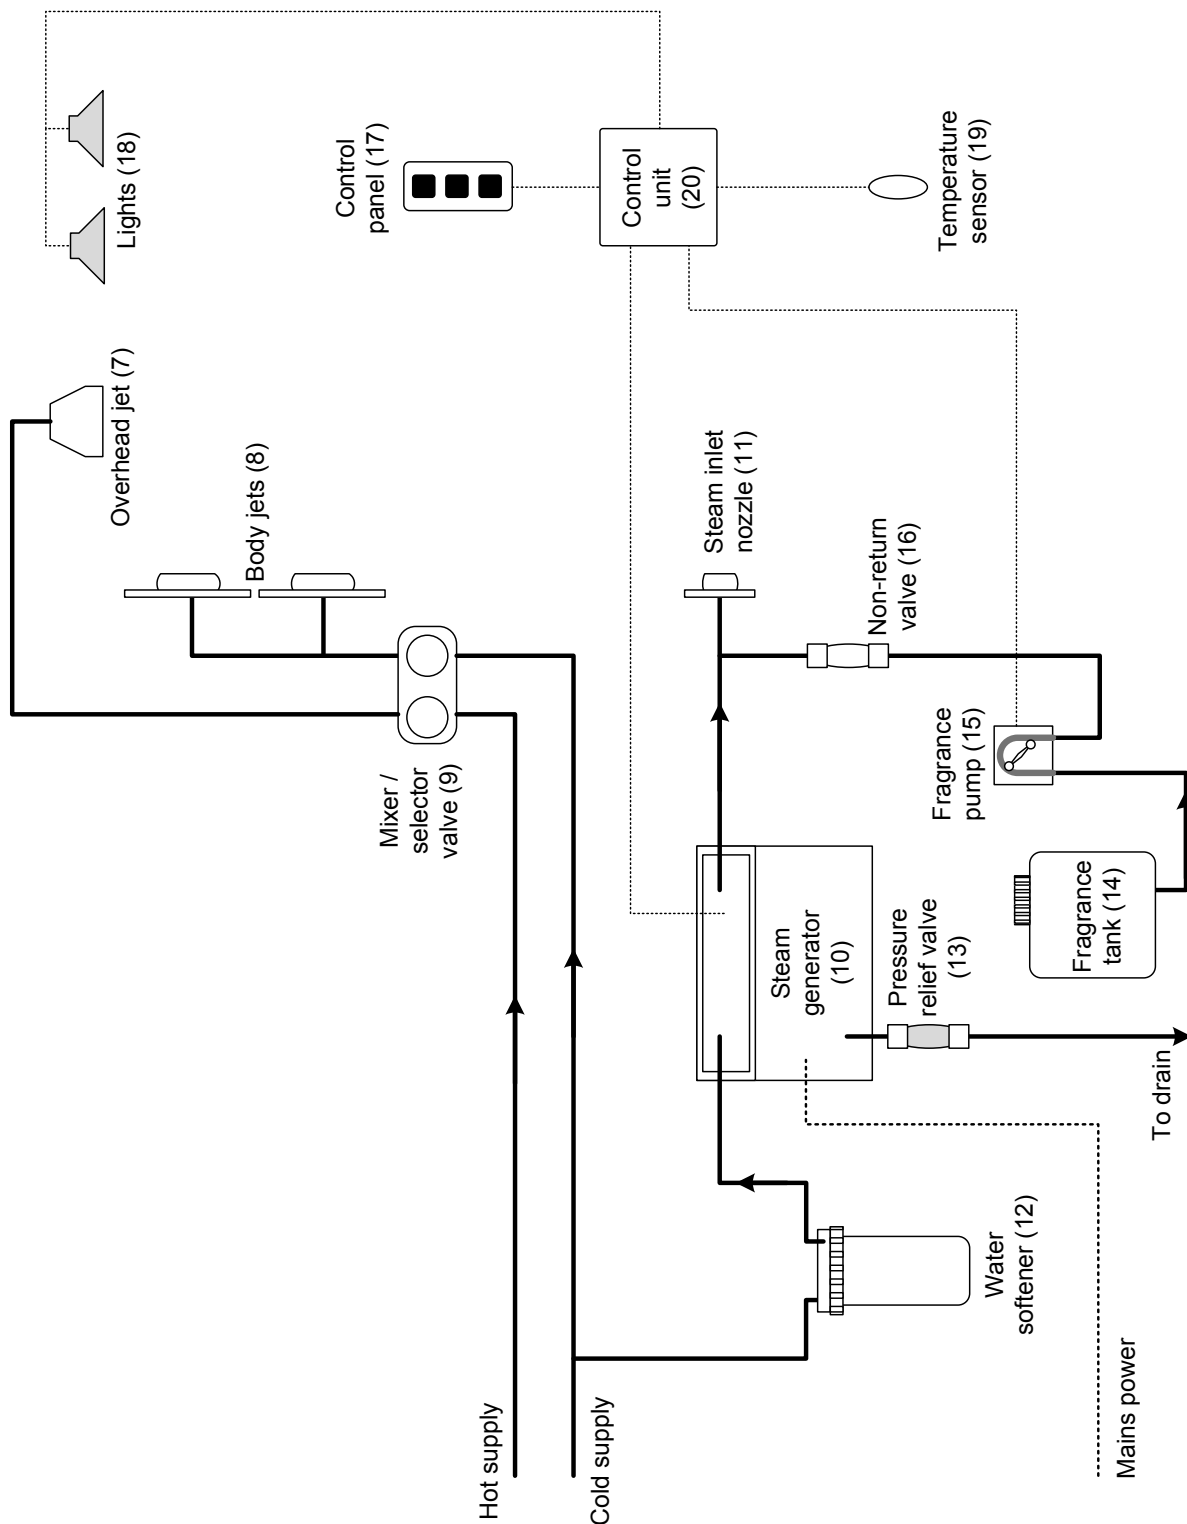 Lights (18)
Overhead jet (7)
Control
panel (17)
Body jets (8)
Control
unit
(20)
Mixer /
selector
valve (9)
Temperature
sensor (19)
Steam inlet
nozzle (11)
Non-return
valve (16)
Hot supply
Cold supply
Steam
generator
(10)
Fragrance
pump (15)
Pressure
relief valve
(13)
Fragrance
tank (14)
Water
softener (12)
To drain
Mains power